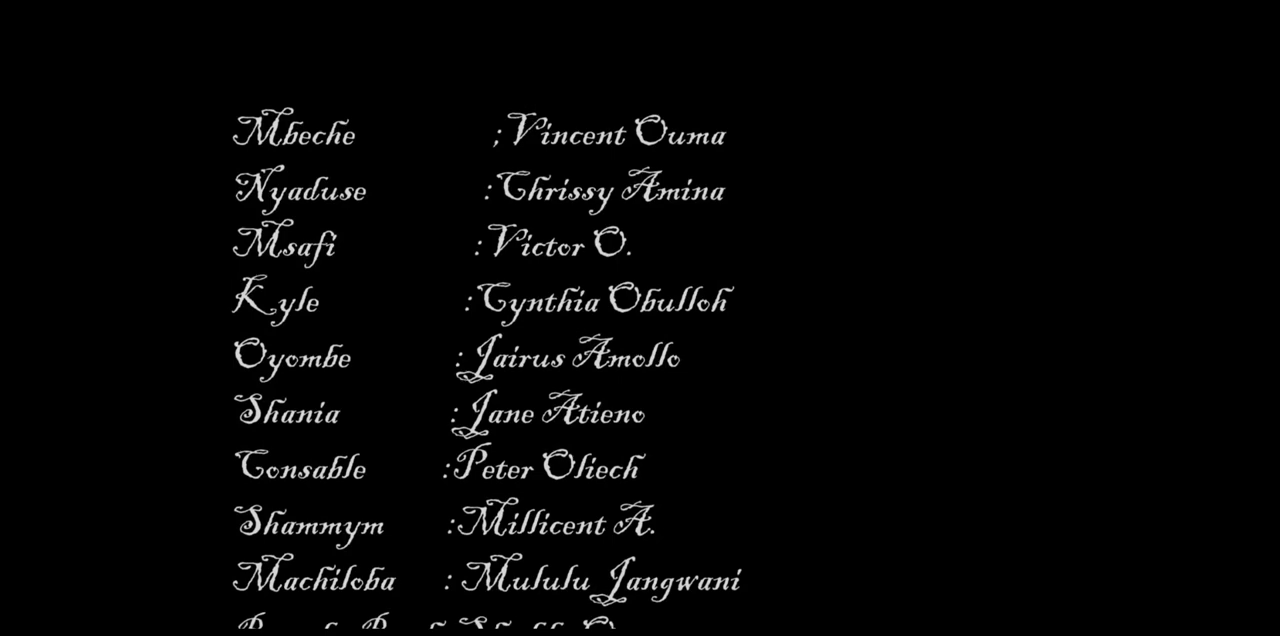 Mbeche ; Vincent Ouma
Nyaduse : Chrissy Amina
Msafi : Victor O.
Kyle : Cynthia Obulloh
Oyombe : Jairus Amollo
Shania : Jane Atieno
Consable :Peter Oliech
Shammym :Millicent A.
Machiloba : Mululu Jangwani